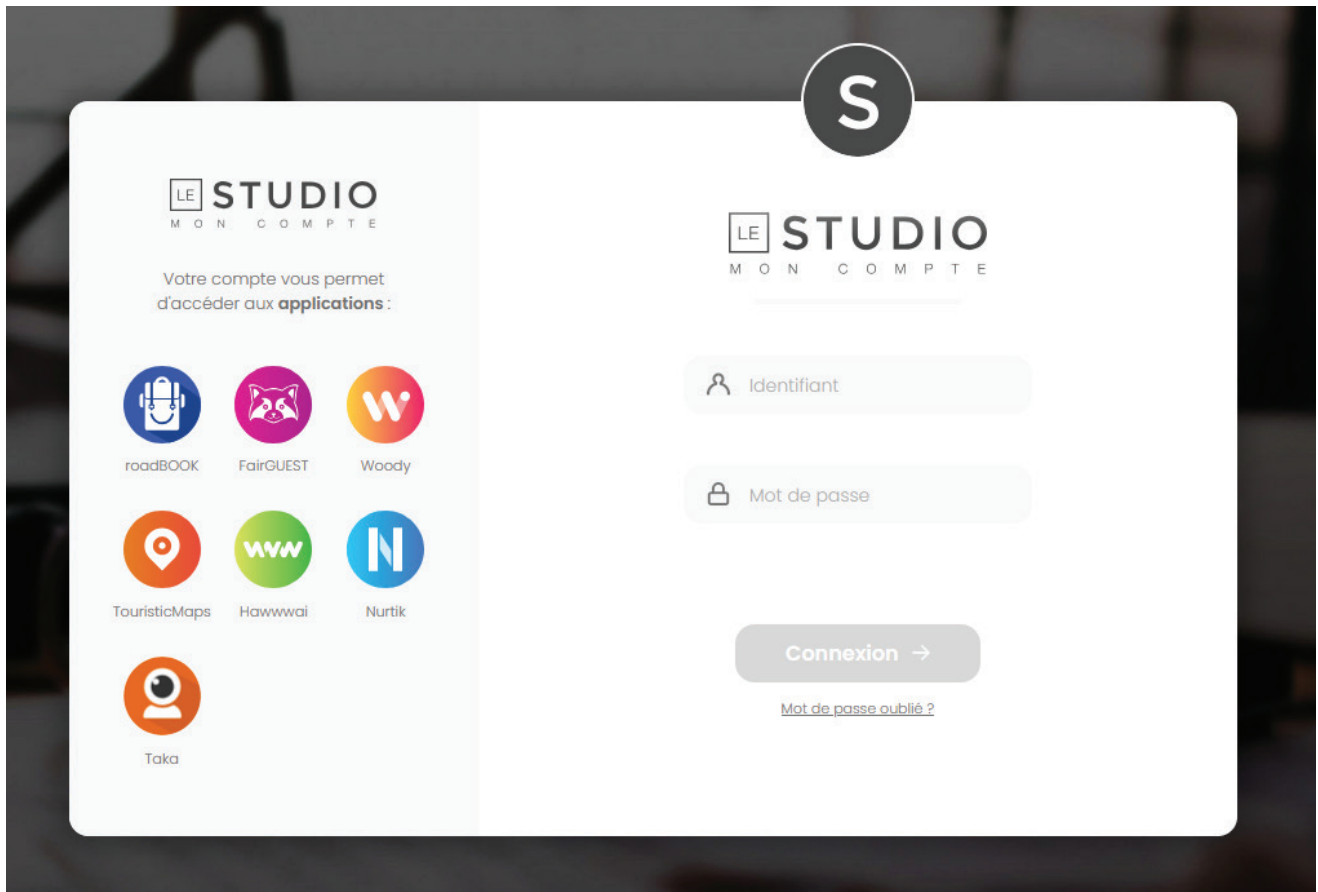 S
LE STUDIO
MON COMPTE
Votre compte vous permet
d'accéder aux applications :
roadBOOK FairGUEST Woody
TouristicMaps Hawwwai Nurtik
Taka
LE STUDIO
MON COMPTE
Identifiant
Mot de passe
Connexion →
Mot de passe oublié ?